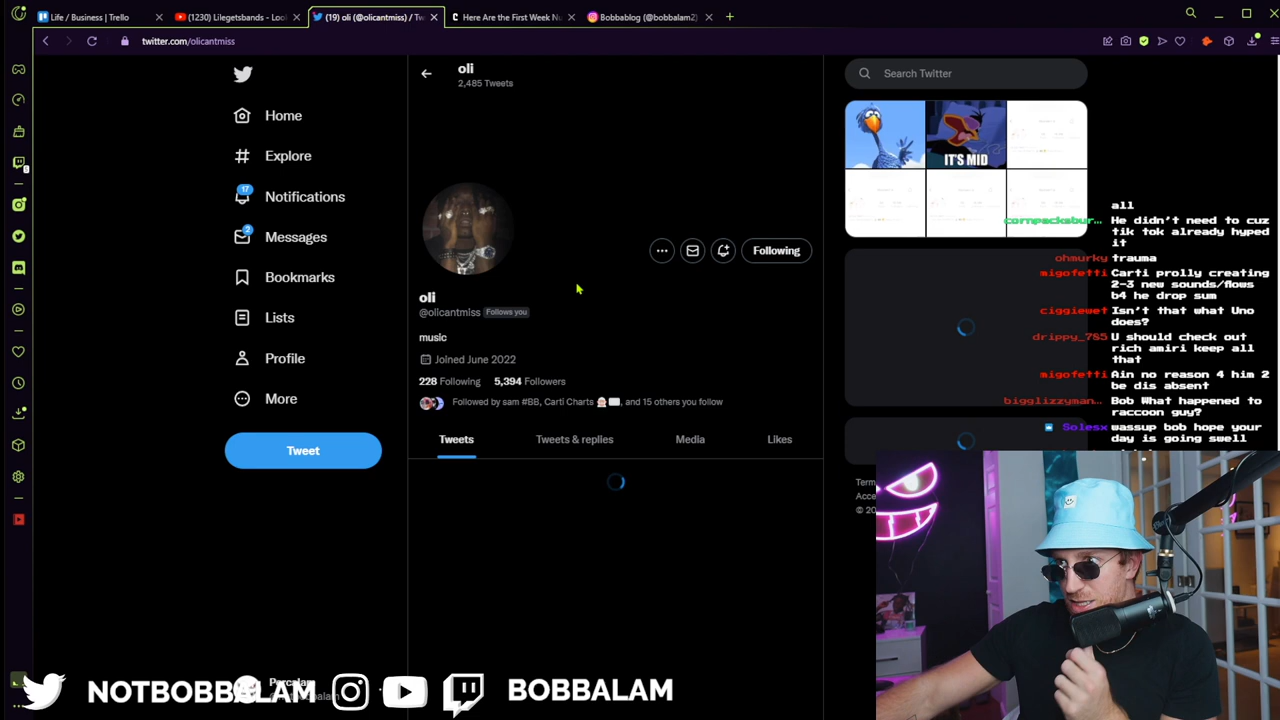 Life / Business | Trello
(1230) Lilegetsbands - Loo
(19) oli (@olicantmiss) / Tw
Here Are the First Week Nu
Bobbablog (@bobbalam2)
twitter.com/olicantmiss
oli
2,485 Tweets
Search Twitter
Home
Explore
17
Notifications
2
Messages
Bookmarks
Lists
Profile
More
Tweet
IT'S MID
Following
oli
@olicantmiss Follows you
music
Joined June 2022
228 Following 5,394 Followers
Followed by sam #BB, Carti Charts, and 15 others you follow
Tweets
Tweets & replies
Media
Likes
Term
Acce
© 20
all
cornpacksbur... He didn't need to cuz
tik tok already hyped
it
ohmurky trauma
migofetti Carti prolly creating
2-3 new sounds/flows
b4 he drop sum
ciggiewet Isn't that what Uno
does?
drippy_785 U should check out
rich amiri keep all
that
migofetti Ain no reason 4 him 2
be dis absent
bigglizzyman... Bob What happened to
raccoon guy?
Solesx wassup bob hope your
day is going swell
NOTBOBBALAM
BOBBALAM